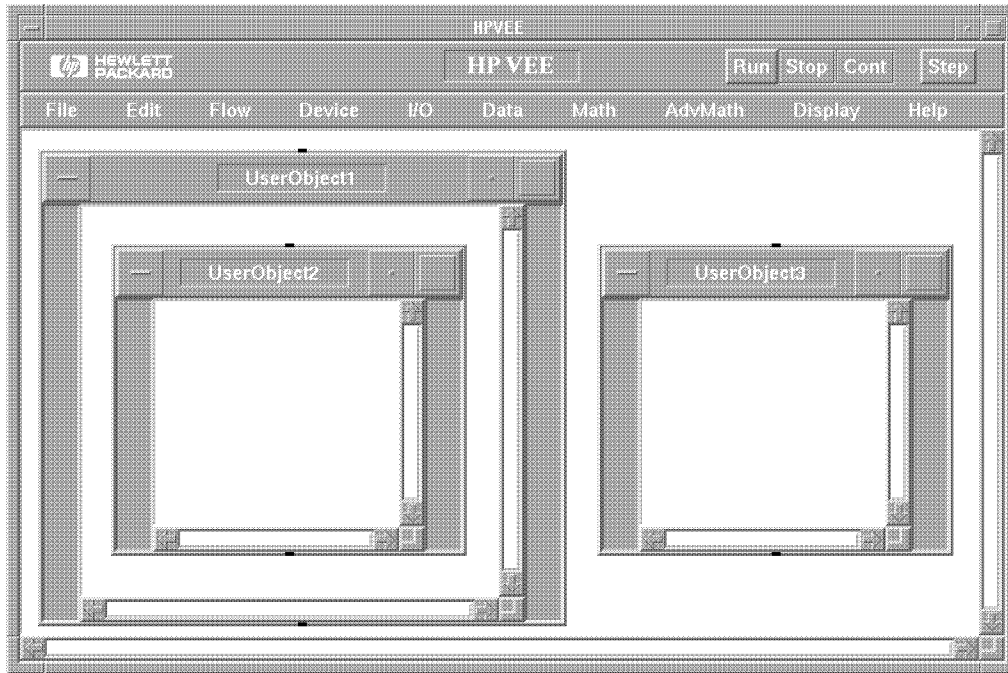 HPVEE
hp HEWLETT PACKARD HP VEE Run Stop Cont Step
File Edit Flow Device I/O Data Math AdvMath Display Help
UserObject1
UserObject2 UserObject3